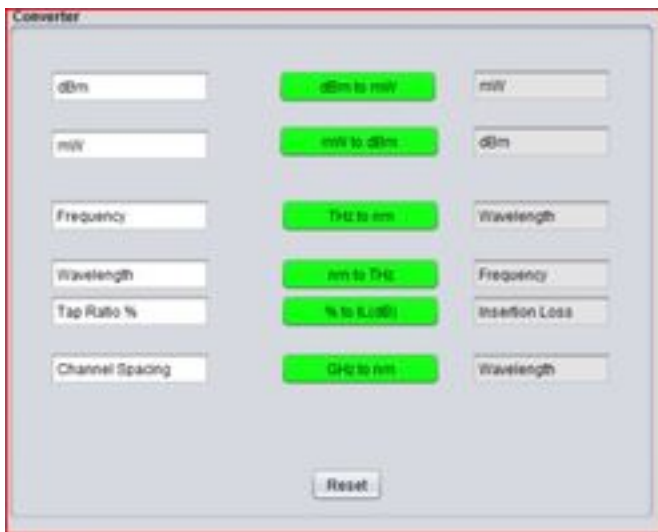 Converter
dBm dBm to mW mW
mW mW to dBm dBm
Frequency THz to nm Wavelength
Wavelength nm to THz Frequency
Tap Ratio % % to IL(dB) Insertion Loss
Channel Spacing GHz to nm Wavelength
Reset